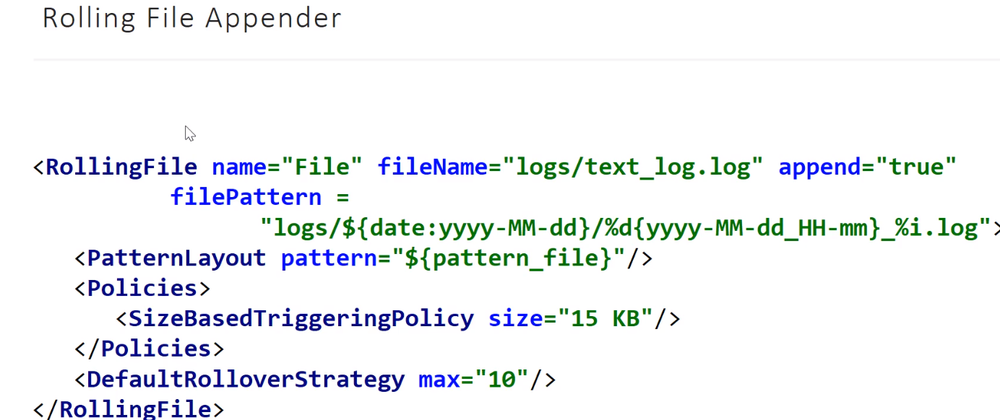 Rolling File Appender
<RollingFile name="File" fileName="logs/text_log.log" append="true"
filePattern =
"logs/${date:yyyy-MM-dd}/%d{yyyy-MM-dd_HH-mm}_%i.log">
<PatternLayout pattern="${pattern_file}"/>
<Policies>
<SizeBasedTriggeringPolicy size="15 KB"/>
</Policies>
<DefaultRolloverStrategy max="10"/>
</RollingFile>